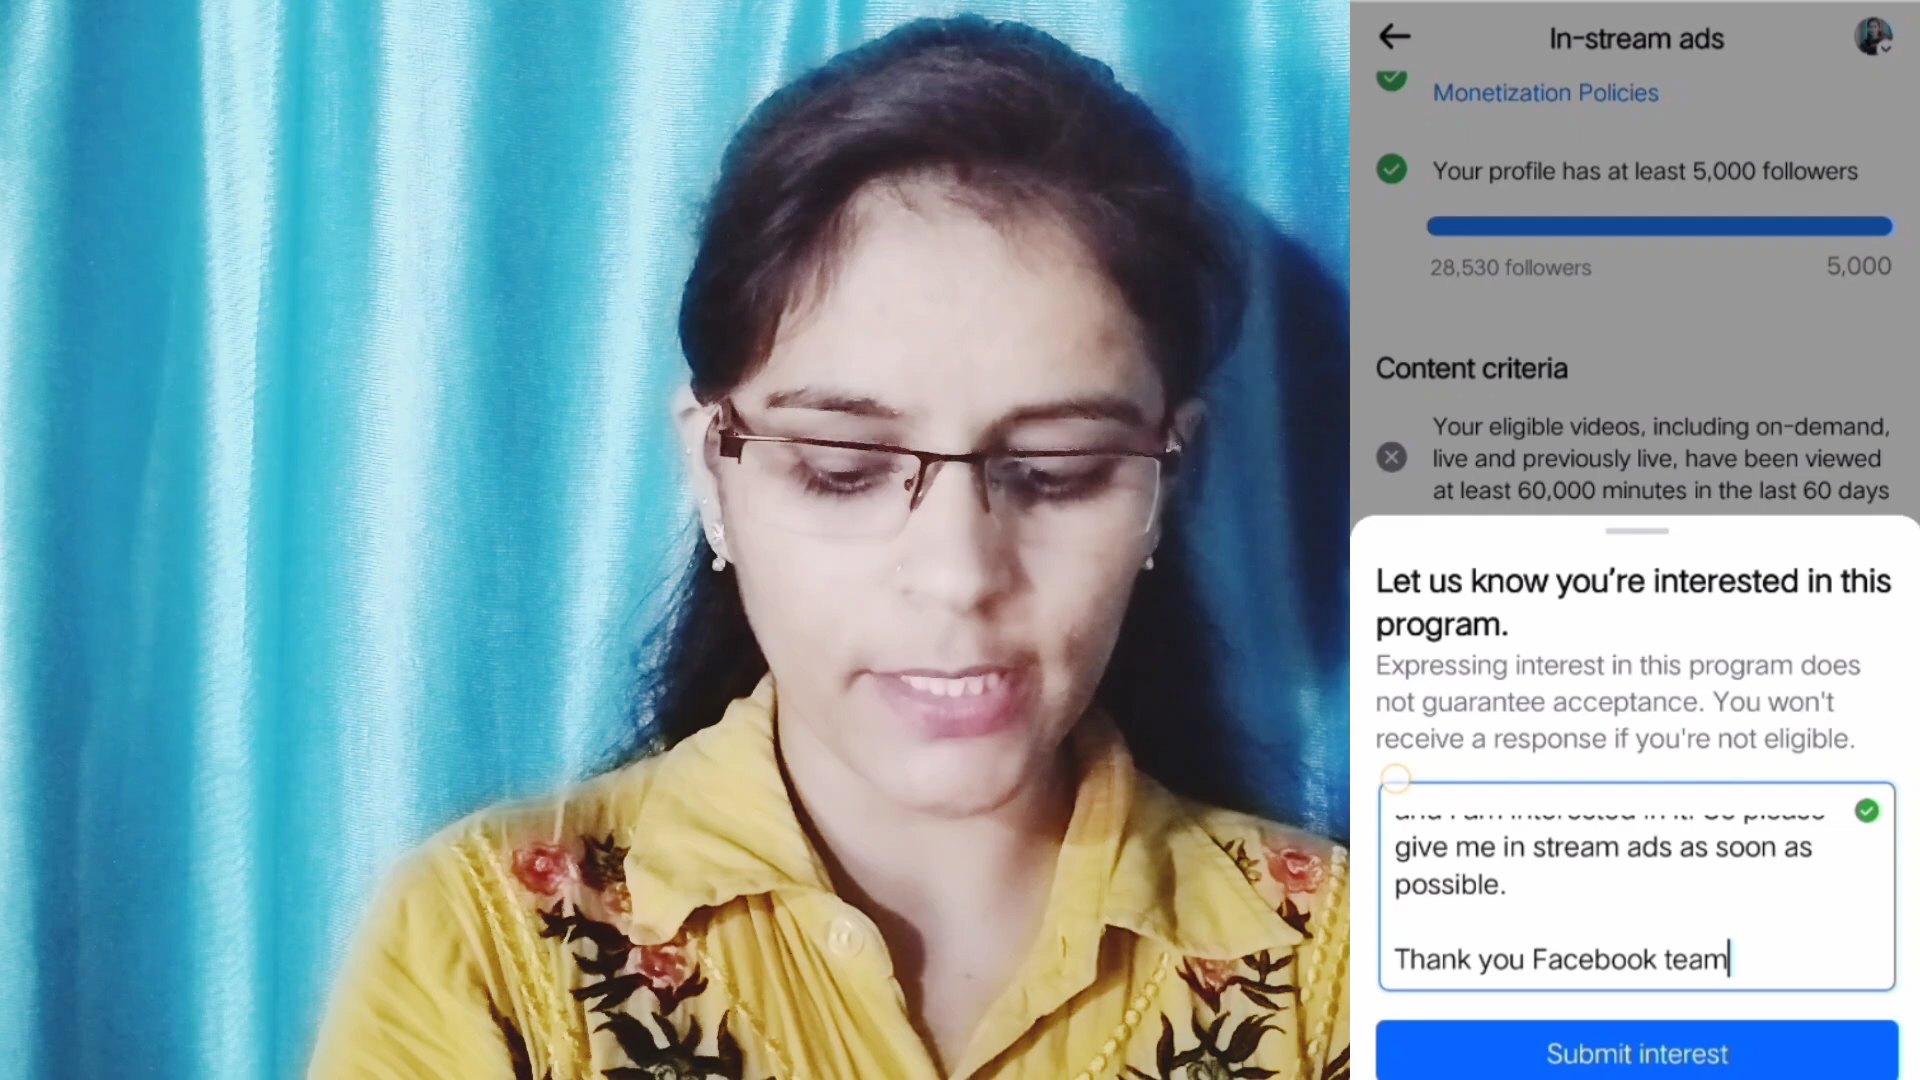 In-stream ads
Monetization Policies
Your profile has at least 5,000 followers
28,530 followers 5,000
Content criteria
Your eligible videos, including on-demand,
live and previously live, have been viewed
at least 60,000 minutes in the last 60 days
Let us know you’re interested in this
program.
Expressing interest in this program does
not guarantee acceptance. You won't
receive a response if you're not eligible.
give me in stream ads as soon as
possible.
Thank you Facebook team
Submit interest